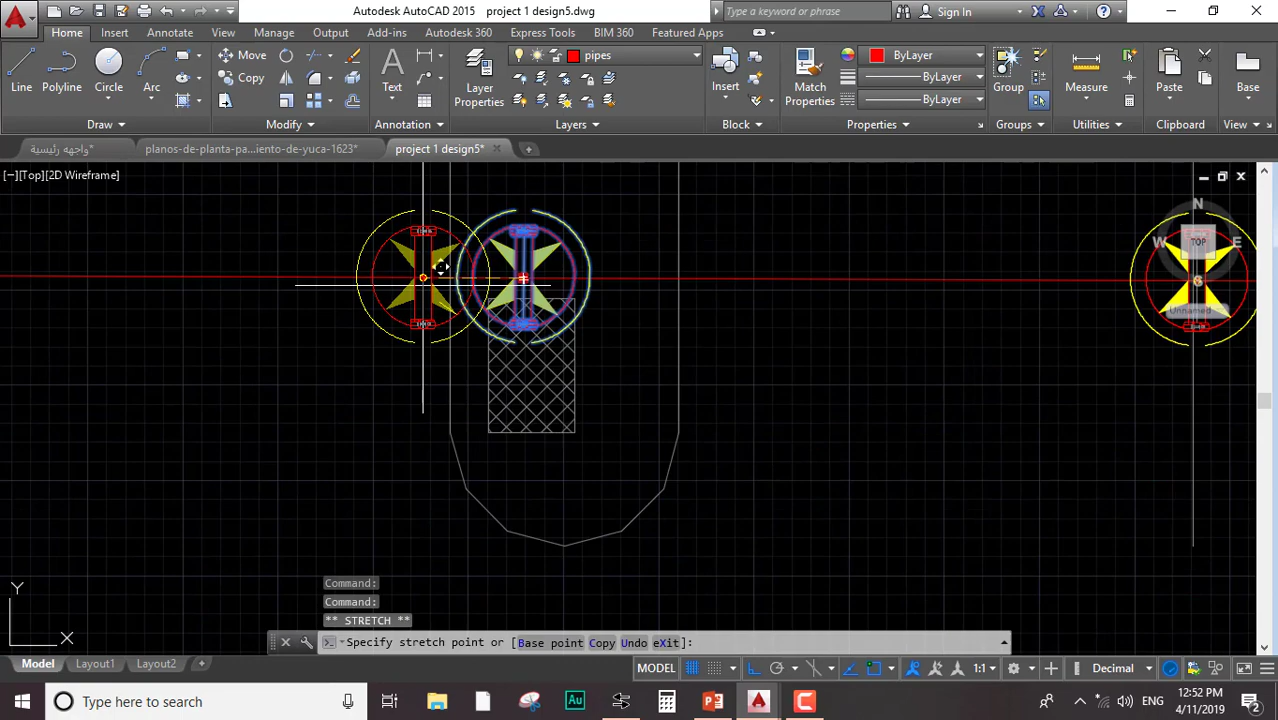 Autodesk AutoCAD 2015 project 1 design5.dwg
Type a keyword or phrase
Sign In
Home Insert Annotate View Manage Output Add-ins Autodesk 360 Express Tools BIM 360 Featured Apps
Line Polyline Circle Arc
Move
Copy
Text
Layer Properties
pipes
Insert
Match Properties
ByLayer
ByLayer
ByLayer
Group
Measure
Paste
Base
Draw Modify Annotation Layers Block Properties Groups Utilities Clipboard View
واجهه رئيسية*
planos-de-planta-pa...iento-de-yuca-1623*
project 1 design5*
[−][Top][2D Wireframe]
N
W TOP E
S
Unnamed
Command:
Command:
** STRETCH **
Specify stretch point or [Base point Copy Undo eXit]:
Y
X
Model Layout1 Layout2
MODEL
1:1
Decimal
Type here to search
Au
ENG
12:52 PM
4/11/2019
2